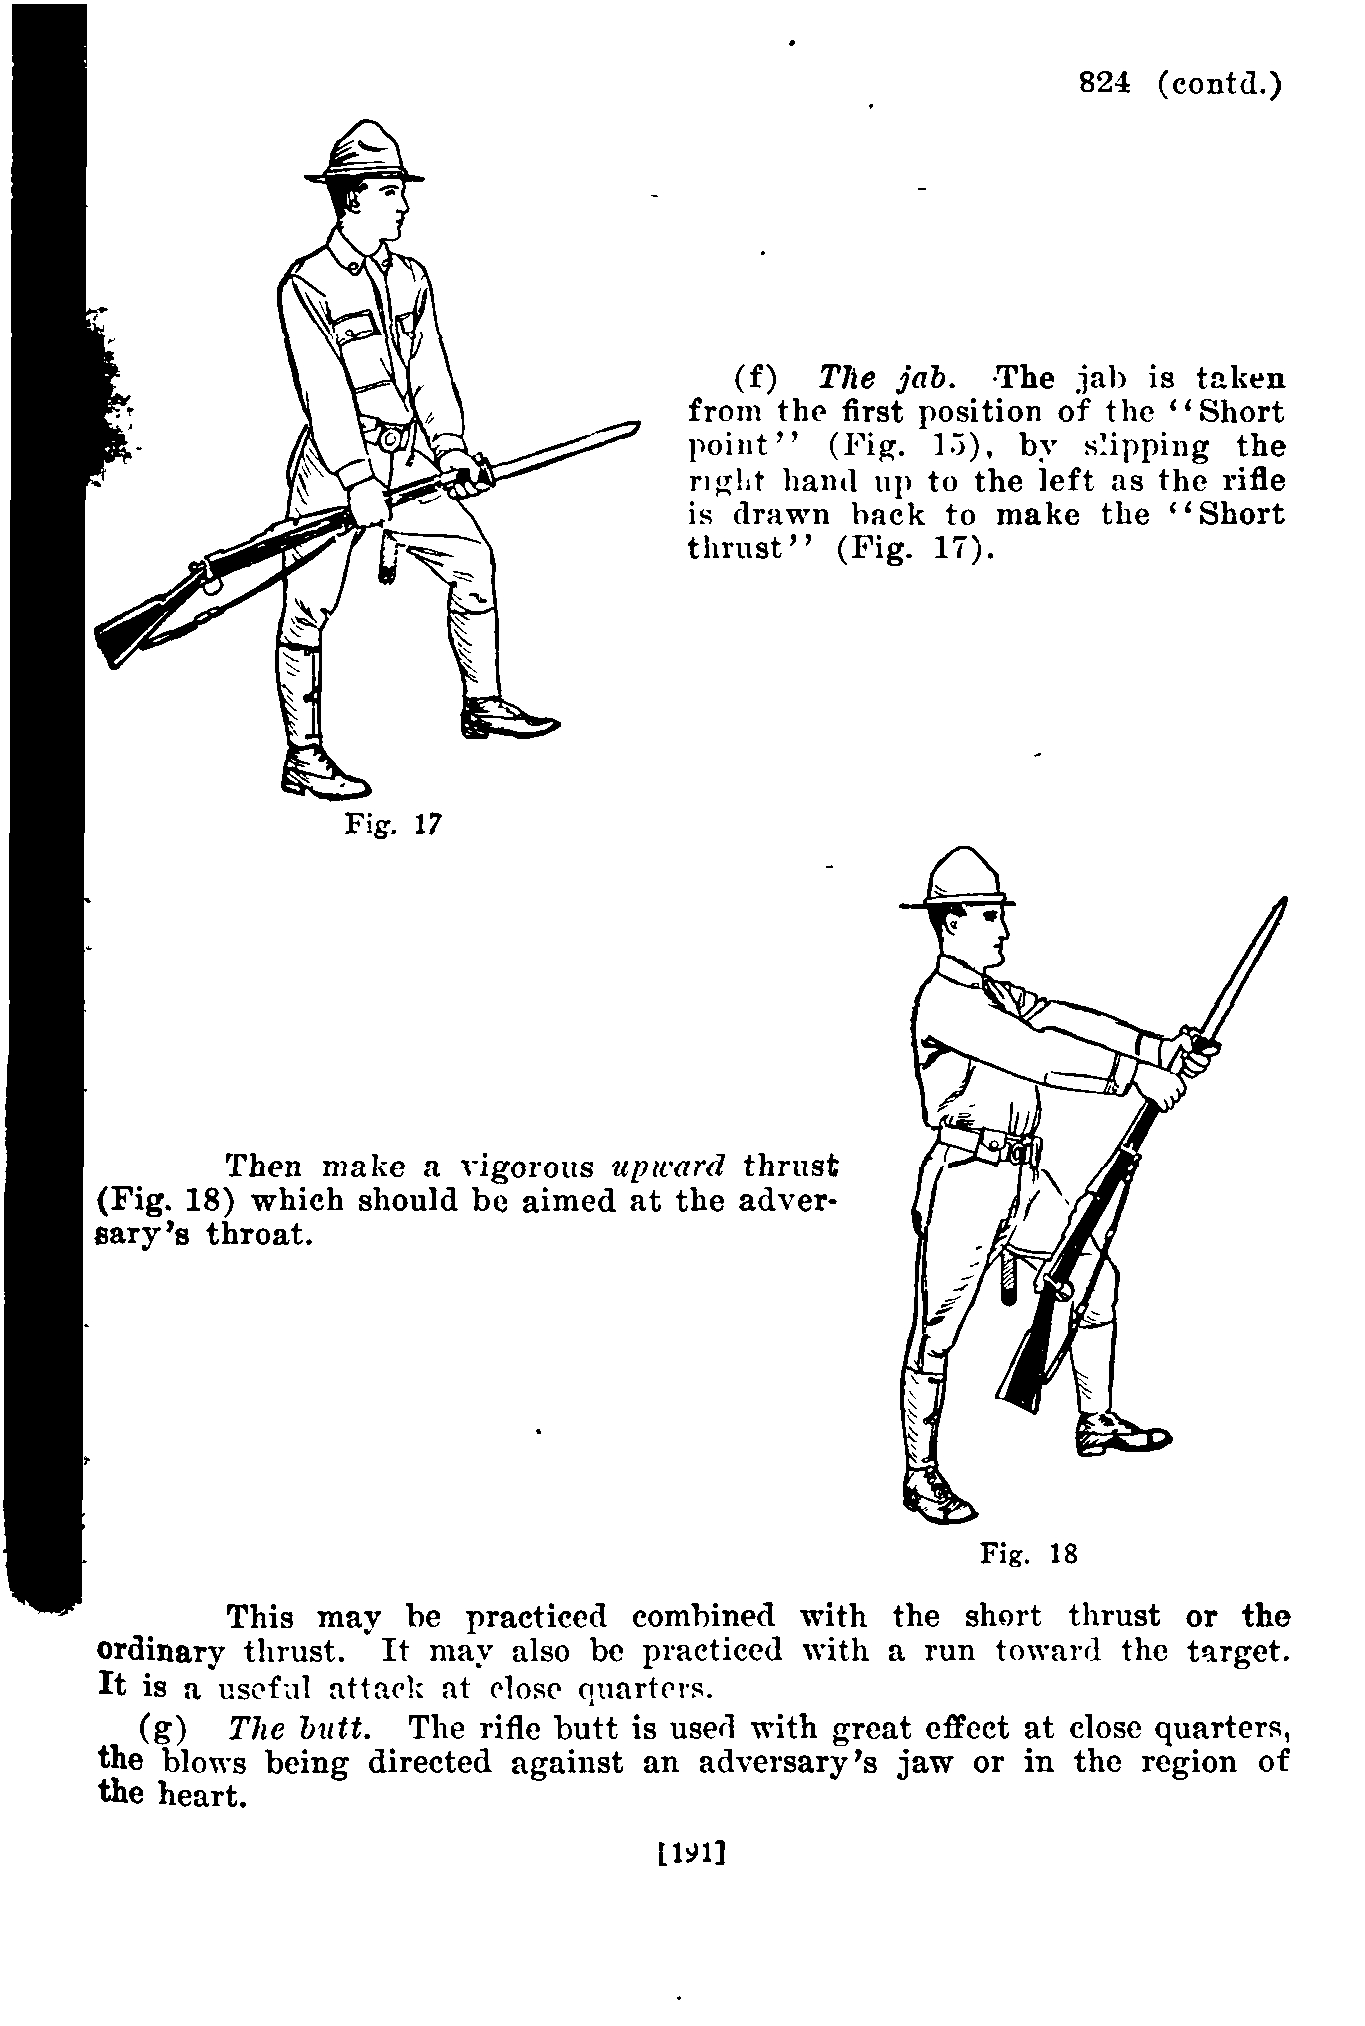 824 (contd.)
(f) The jab. The jab is taken
from the first position of the "Short
point" (Fig. 15), by slipping the
right hand up to the left as the rifle
is drawn back to make the "Short
thrust" (Fig. 17).
Fig. 17
Then make a vigorous upward thrust
(Fig. 18) which should be aimed at the adver-
sary's throat.
Fig. 18
This may be practiced combined with the short thrust or the
ordinary thrust. It may also be practiced with a run toward the target.
It is a useful attack at close quarters.
(g) The butt. The rifle butt is used with great effect at close quarters,
the blows being directed against an adversary's jaw or in the region of
the heart.
[191]